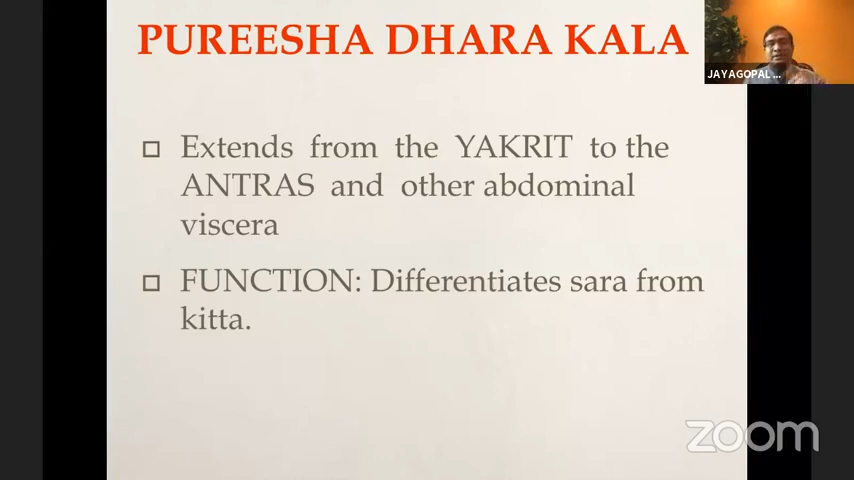 PUREESHA DHARA KALA
JAYAGOPAL ...
□ Extends from the YAKRIT to the
ANTRAS and other abdominal
viscera
□ FUNCTION: Differentiates sara from
kitta.
zoom